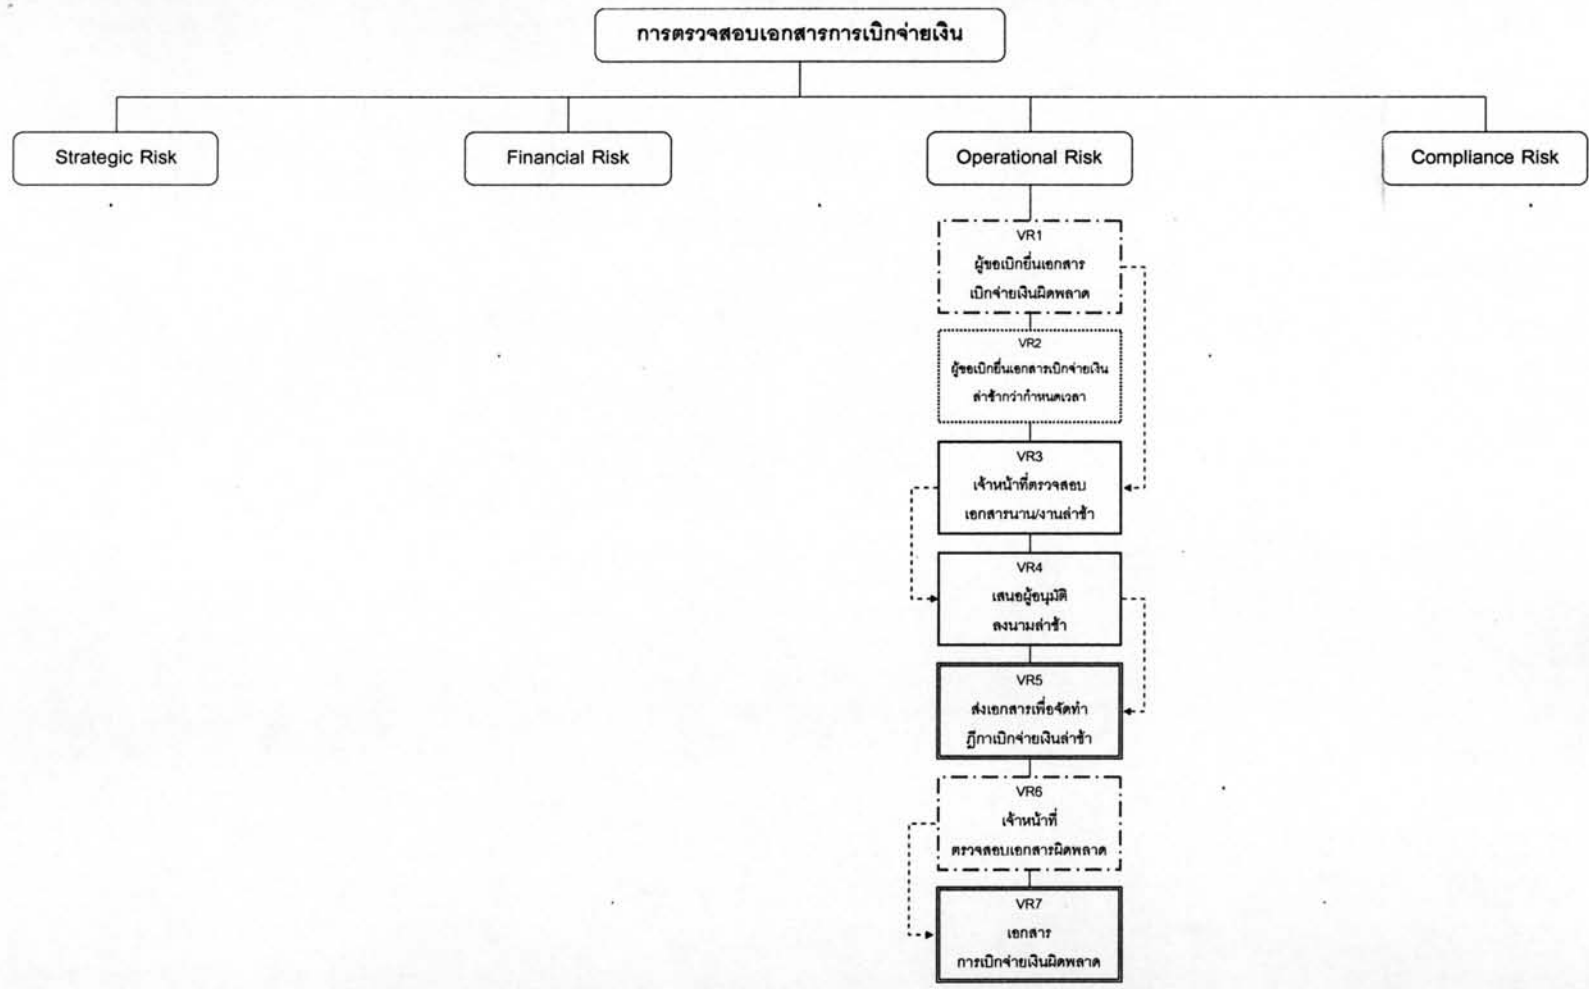 การตรวจสอบเอกสารการเบิกจ่ายเงิน
Strategic Risk
Financial Risk
Operational Risk
Compliance Risk
VR1
ผู้ขอเบิกยื่นเอกสาร
เบิกจ่ายเงินผิดพลาด
VR2
ผู้ขอเบิกยื่นเอกสารเบิกจ่ายเงิน
ล่าช้ากว่ากำหนดเวลา
VR3
เจ้าหน้าที่ตรวจสอบ
เอกสารนาน/งานล่าช้า
VR4
เสนอผู้อนุมัติ
ลงนามล่าช้า
VR5
ส่งเอกสารเพื่อจัดทำ
ฎีกาเบิกจ่ายเงินล่าช้า
VR6
เจ้าหน้าที่
ตรวจสอบเอกสารผิดพลาด
VR7
เอกสาร
การเบิกจ่ายเงินผิดพลาด